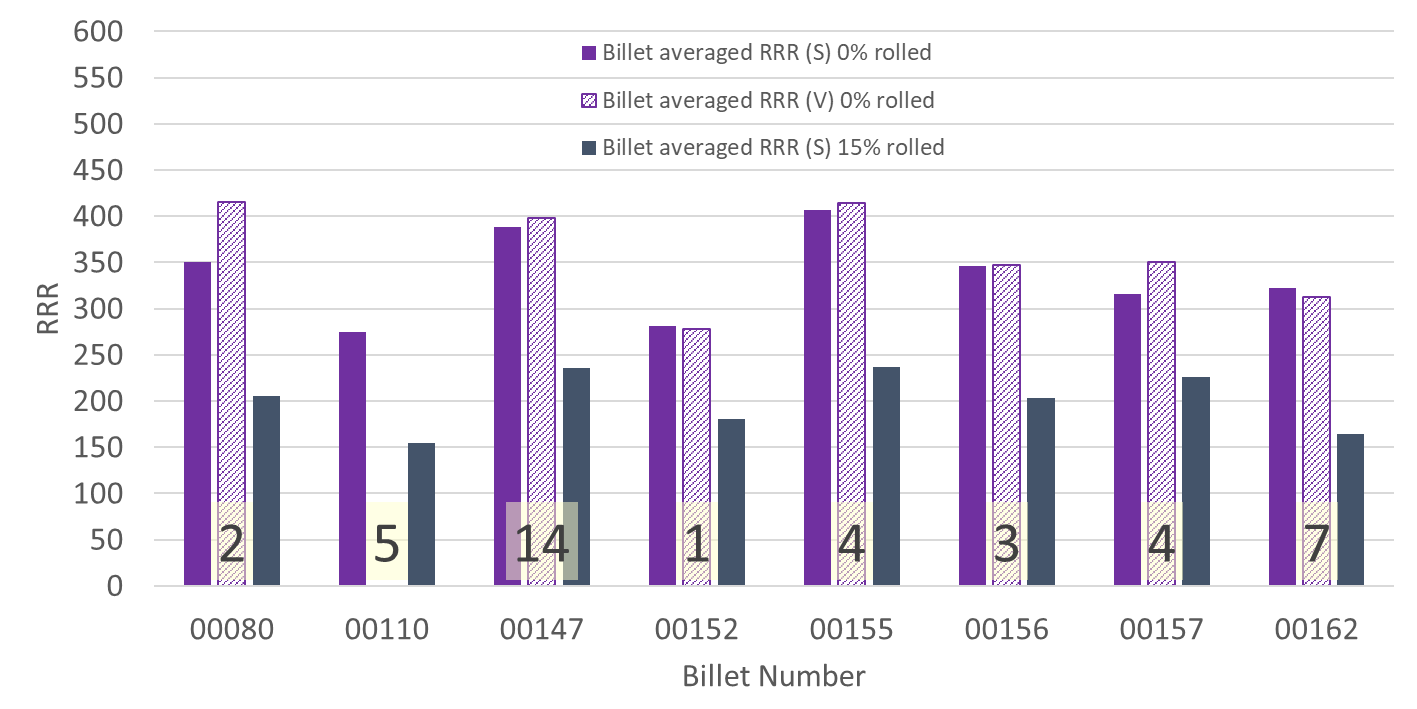 600
550
500
450
400
350
300
250
200
150
100
50
0
RRR
Billet averaged RRR (S) 0% rolled
Billet averaged RRR (V) 0% rolled
Billet averaged RRR (S) 15% rolled
2 5 14 1 4 3 4 7
00080 00110 00147 00152 00155 00156 00157 00162
Billet Number